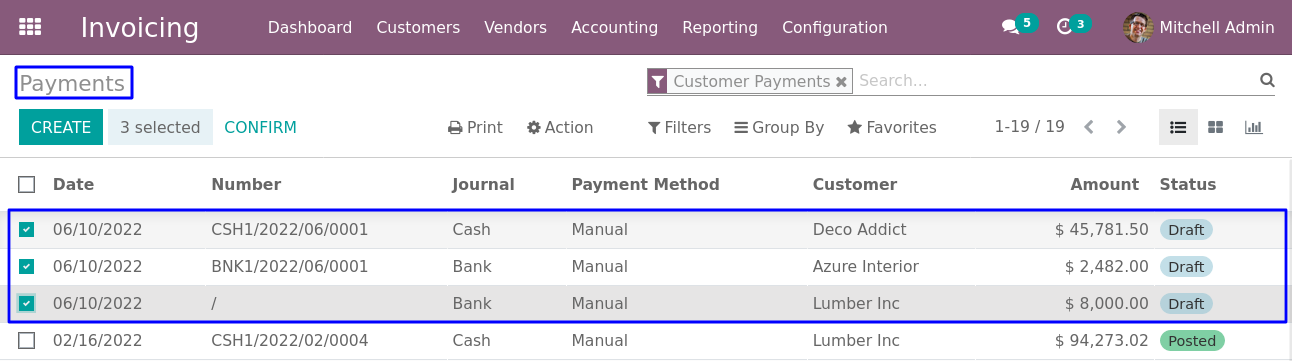 Invoicing Dashboard Customers Vendors Accounting Reporting Configuration 5 3 Mitchell Admin
Payments Customer Payments Search...
CREATE 3 selected CONFIRM Print Action Filters Group By Favorites 1-19 / 19
Date Number Journal Payment Method Customer Amount Status
06/10/2022 CSH1/2022/06/0001 Cash Manual Deco Addict $ 45,781.50 Draft
06/10/2022 BNK1/2022/06/0001 Bank Manual Azure Interior $ 2,482.00 Draft
06/10/2022 / Bank Manual Lumber Inc $ 8,000.00 Draft
02/16/2022 CSH1/2022/02/0004 Cash Manual Lumber Inc $ 94,273.02 Posted